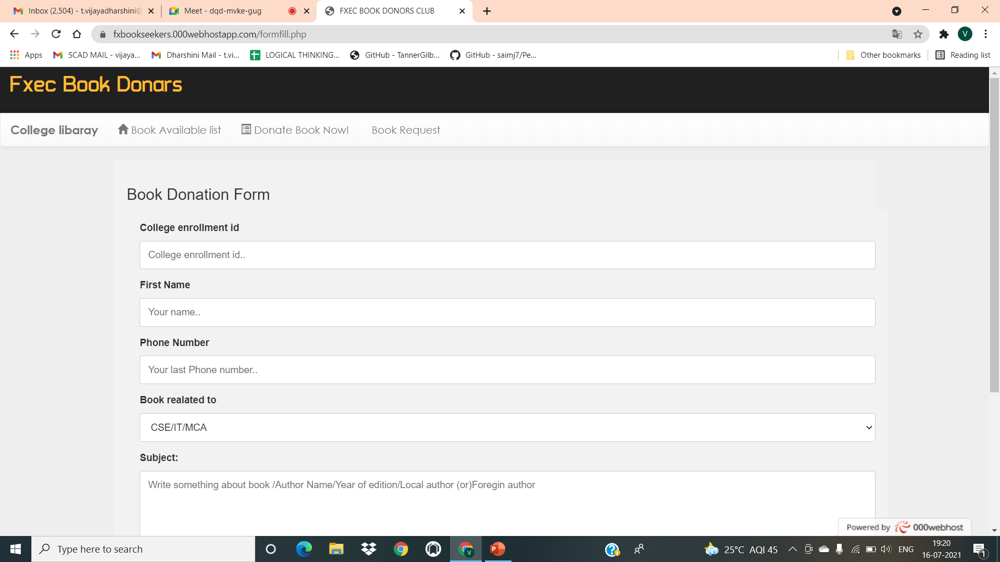 Inbox (2,504) - t.vijayadharshini@
Meet - dqd-mvke-gug
FXEC BOOK DONORS CLUB
fxbookseekers.000webhostapp.com/formfill.php
V
Apps
SCAD MAIL - vijaya...
Dharshini Mail - t.vi...
LOGICAL THINKING...
GitHub - TannerGilb...
GitHub - saimj7/Pe...
Other bookmarks
Reading list
Fxec Book Donars
College libaray
Book Available list
Donate Book Now!
Book Request
Book Donation Form
College enrollment id
College enrollment id..
First Name
Your name..
Phone Number
Your last Phone number..
Book realated to
CSE/IT/MCA
Subject:
Write something about book /Author Name/Year of edition/Local author (or)Foregin author
Powered by 000webhost
Type here to search
25°C AQI 45
ENG
19:20
16-07-2021
1